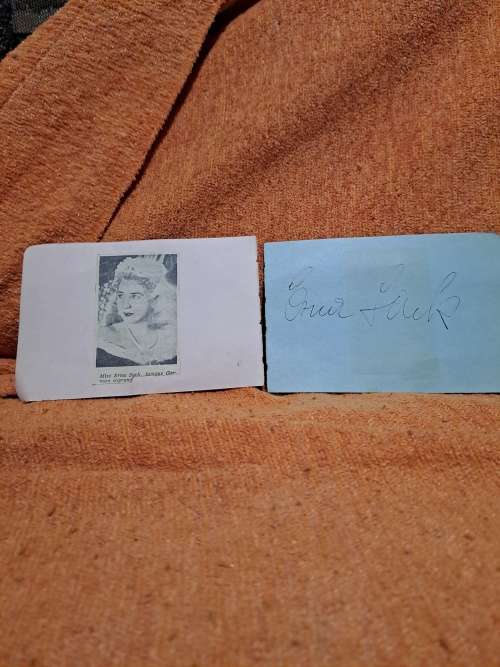 Miss Erna Sack, famous Ger-
man soprano
Erna Sack